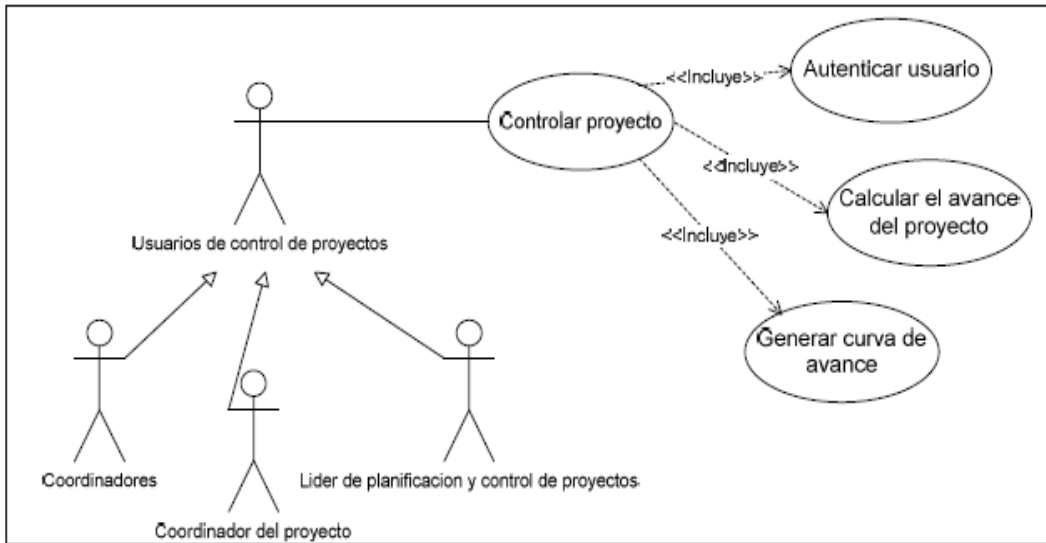 Autenticar usuario
<<Incluye>>
Controlar proyecto
<<Incluye>>
Calcular el avance
del proyecto
<<Incluye>>
Usuarios de control de proyectos
Generar curva de
avance
Coordinadores
Lider de planificacion y control de proyectos
Coordinador del proyecto